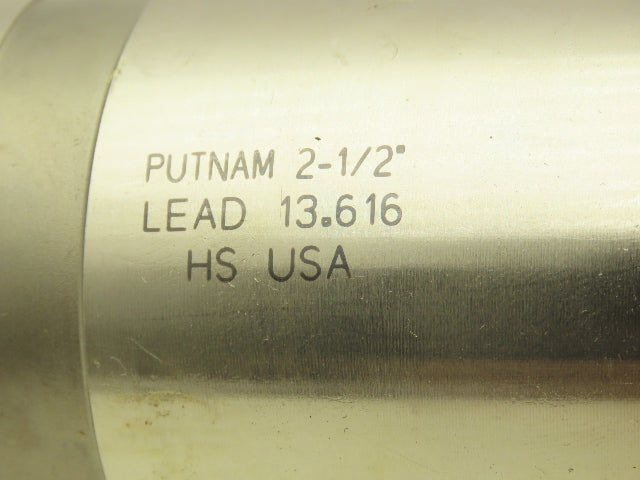 PUTNAM 2-1/2"
LEAD 13.616
HS USA